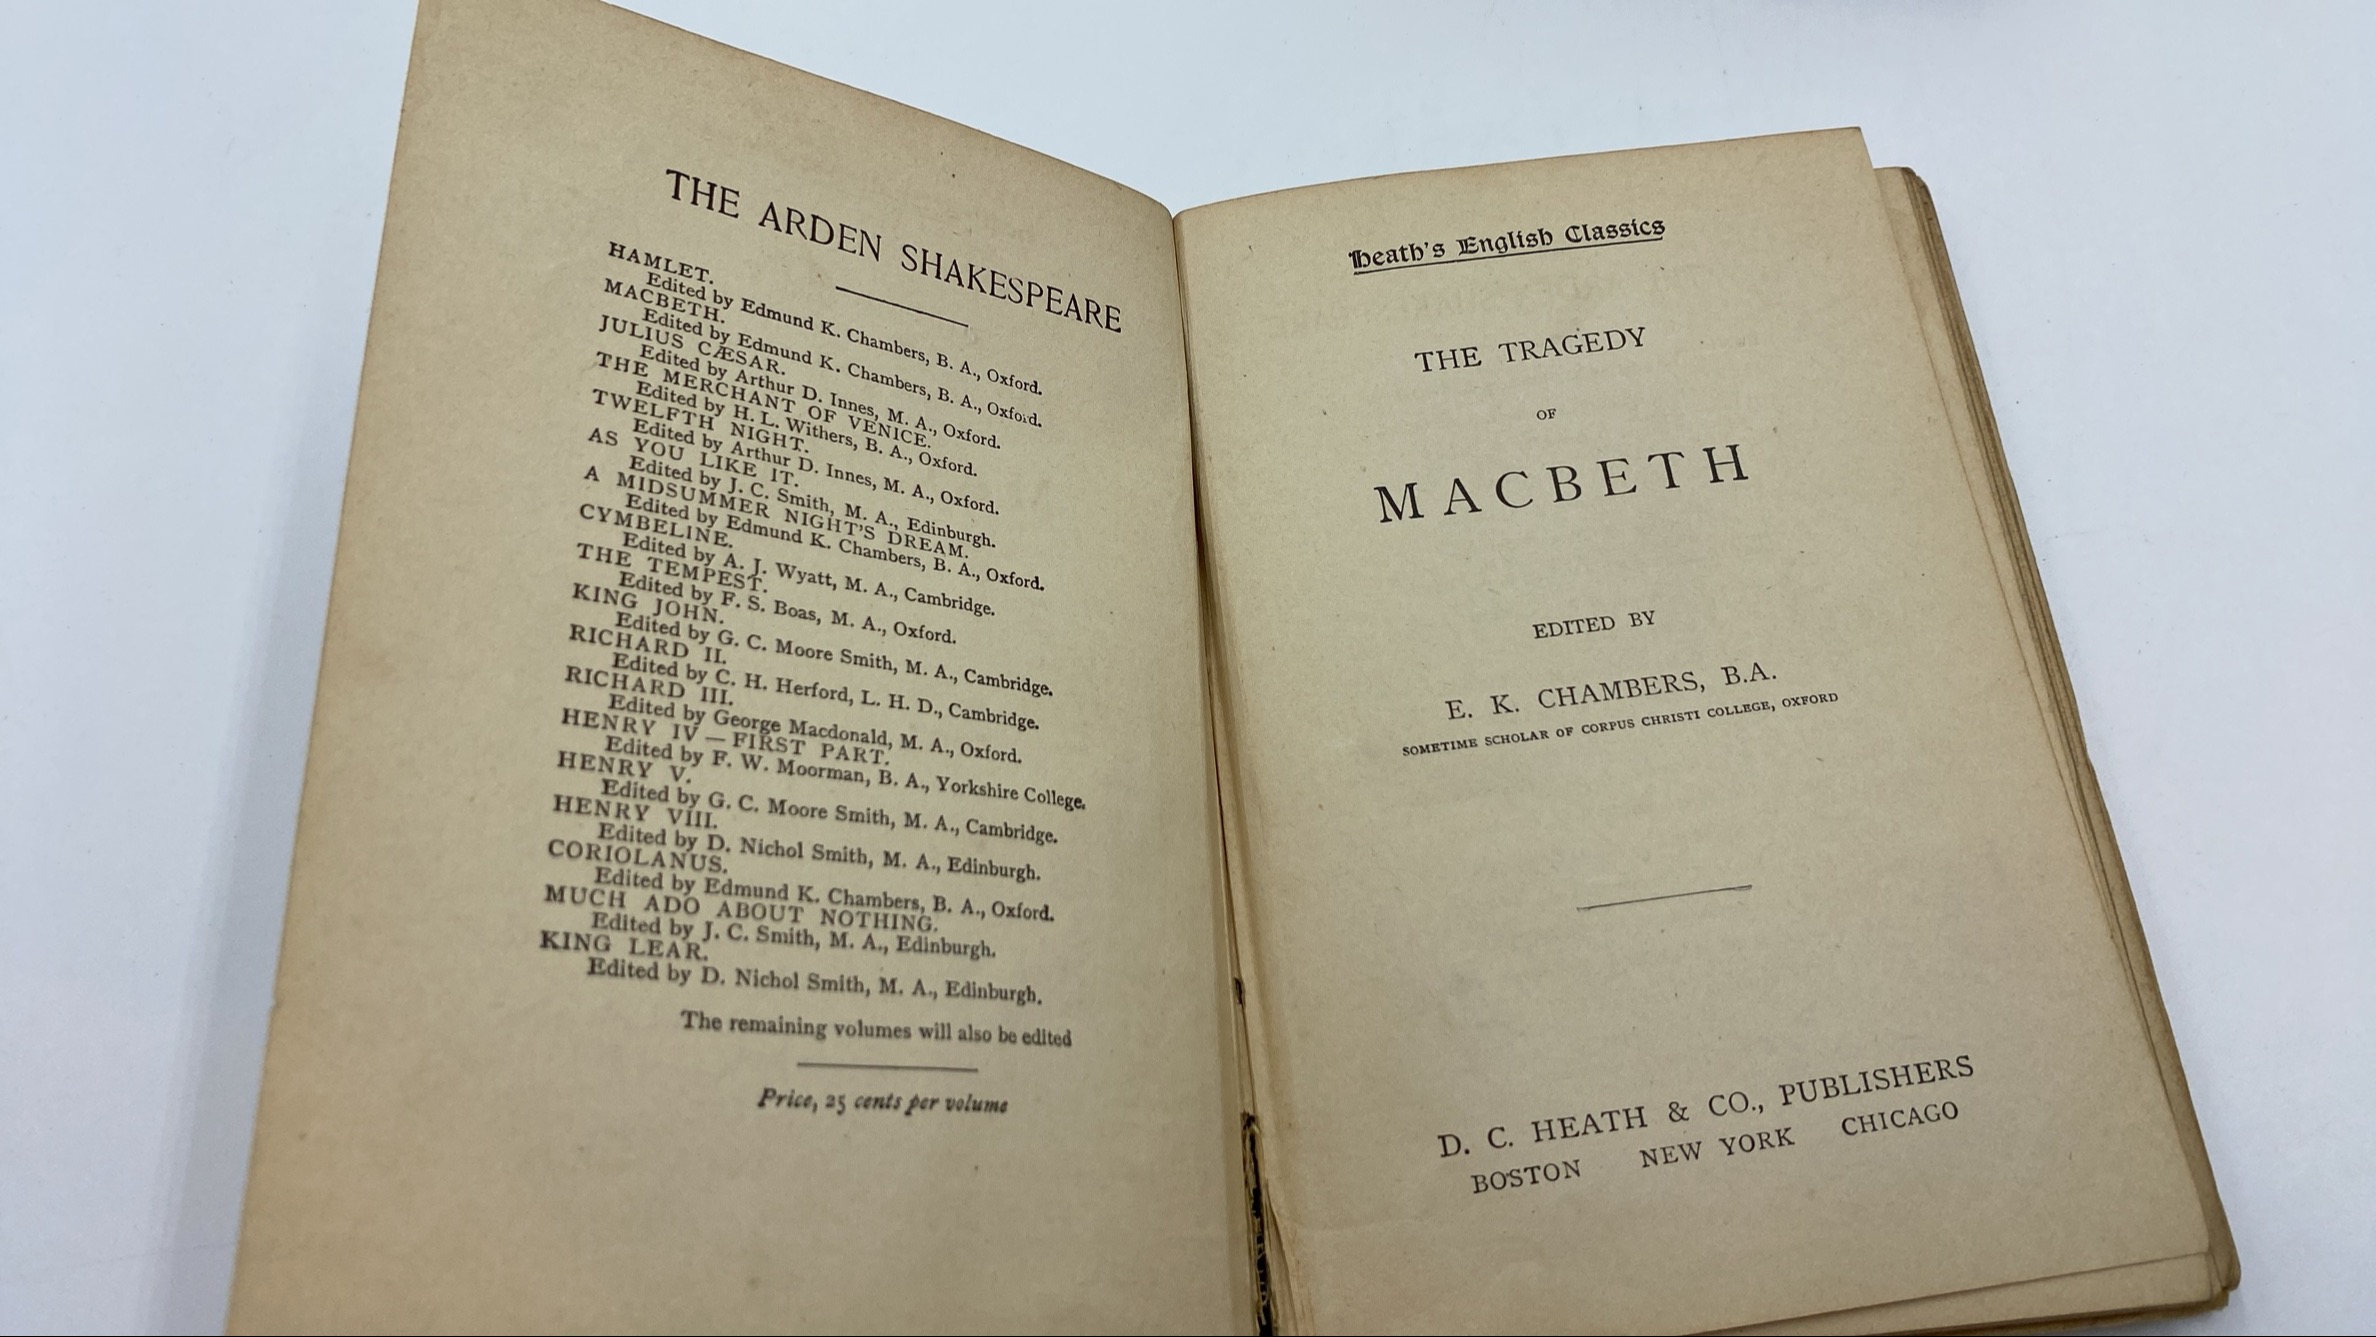 THE ARDEN SHAKESPEARE
HAMLET.
Edited by Edmund K. Chambers, B. A., Oxford.
MACBETH.
Edited by Edmund K. Chambers, B. A., Oxford.
JULIUS CÆSAR.
Edited by Arthur D. Innes, M. A., Oxford.
THE MERCHANT OF VENICE.
Edited by H. L. Withers, B. A., Oxford.
TWELFTH NIGHT.
Edited by Arthur D. Innes, M. A., Oxford.
AS YOU LIKE IT.
Edited by J. C. Smith, M. A., Edinburgh.
A MIDSUMMER NIGHT'S DREAM.
Edited by Edmund K. Chambers, B. A., Oxford.
CYMBELINE.
Edited by A. J. Wyatt, M. A., Cambridge.
THE TEMPEST.
Edited by F. S. Boas, M. A., Oxford.
KING JOHN.
Edited by G. C. Moore Smith, M. A., Cambridge.
RICHARD II.
Edited by C. H. Herford, L. H. D., Cambridge.
RICHARD III.
Edited by George Macdonald, M. A., Oxford.
HENRY IV — FIRST PART.
Edited by F. W. Moorman, B. A., Yorkshire College.
HENRY V.
Edited by G. C. Moore Smith, M. A., Cambridge.
HENRY VIII.
Edited by D. Nichol Smith, M. A., Edinburgh.
CORIOLANUS.
Edited by Edmund K. Chambers, B. A., Oxford.
MUCH ADO ABOUT NOTHING.
Edited by J. C. Smith, M. A., Edinburgh.
KING LEAR.
Edited by D. Nichol Smith, M. A., Edinburgh.
The remaining volumes will also be edited
Price, 25 cents per volume
Heath's English Classics
THE TRAGEDY
OF
MACBETH
EDITED BY
E. K. CHAMBERS, B.A.
SOMETIME SCHOLAR OF CORPUS CHRISTI COLLEGE, OXFORD
D. C. HEATH & CO., PUBLISHERS
BOSTON NEW YORK CHICAGO